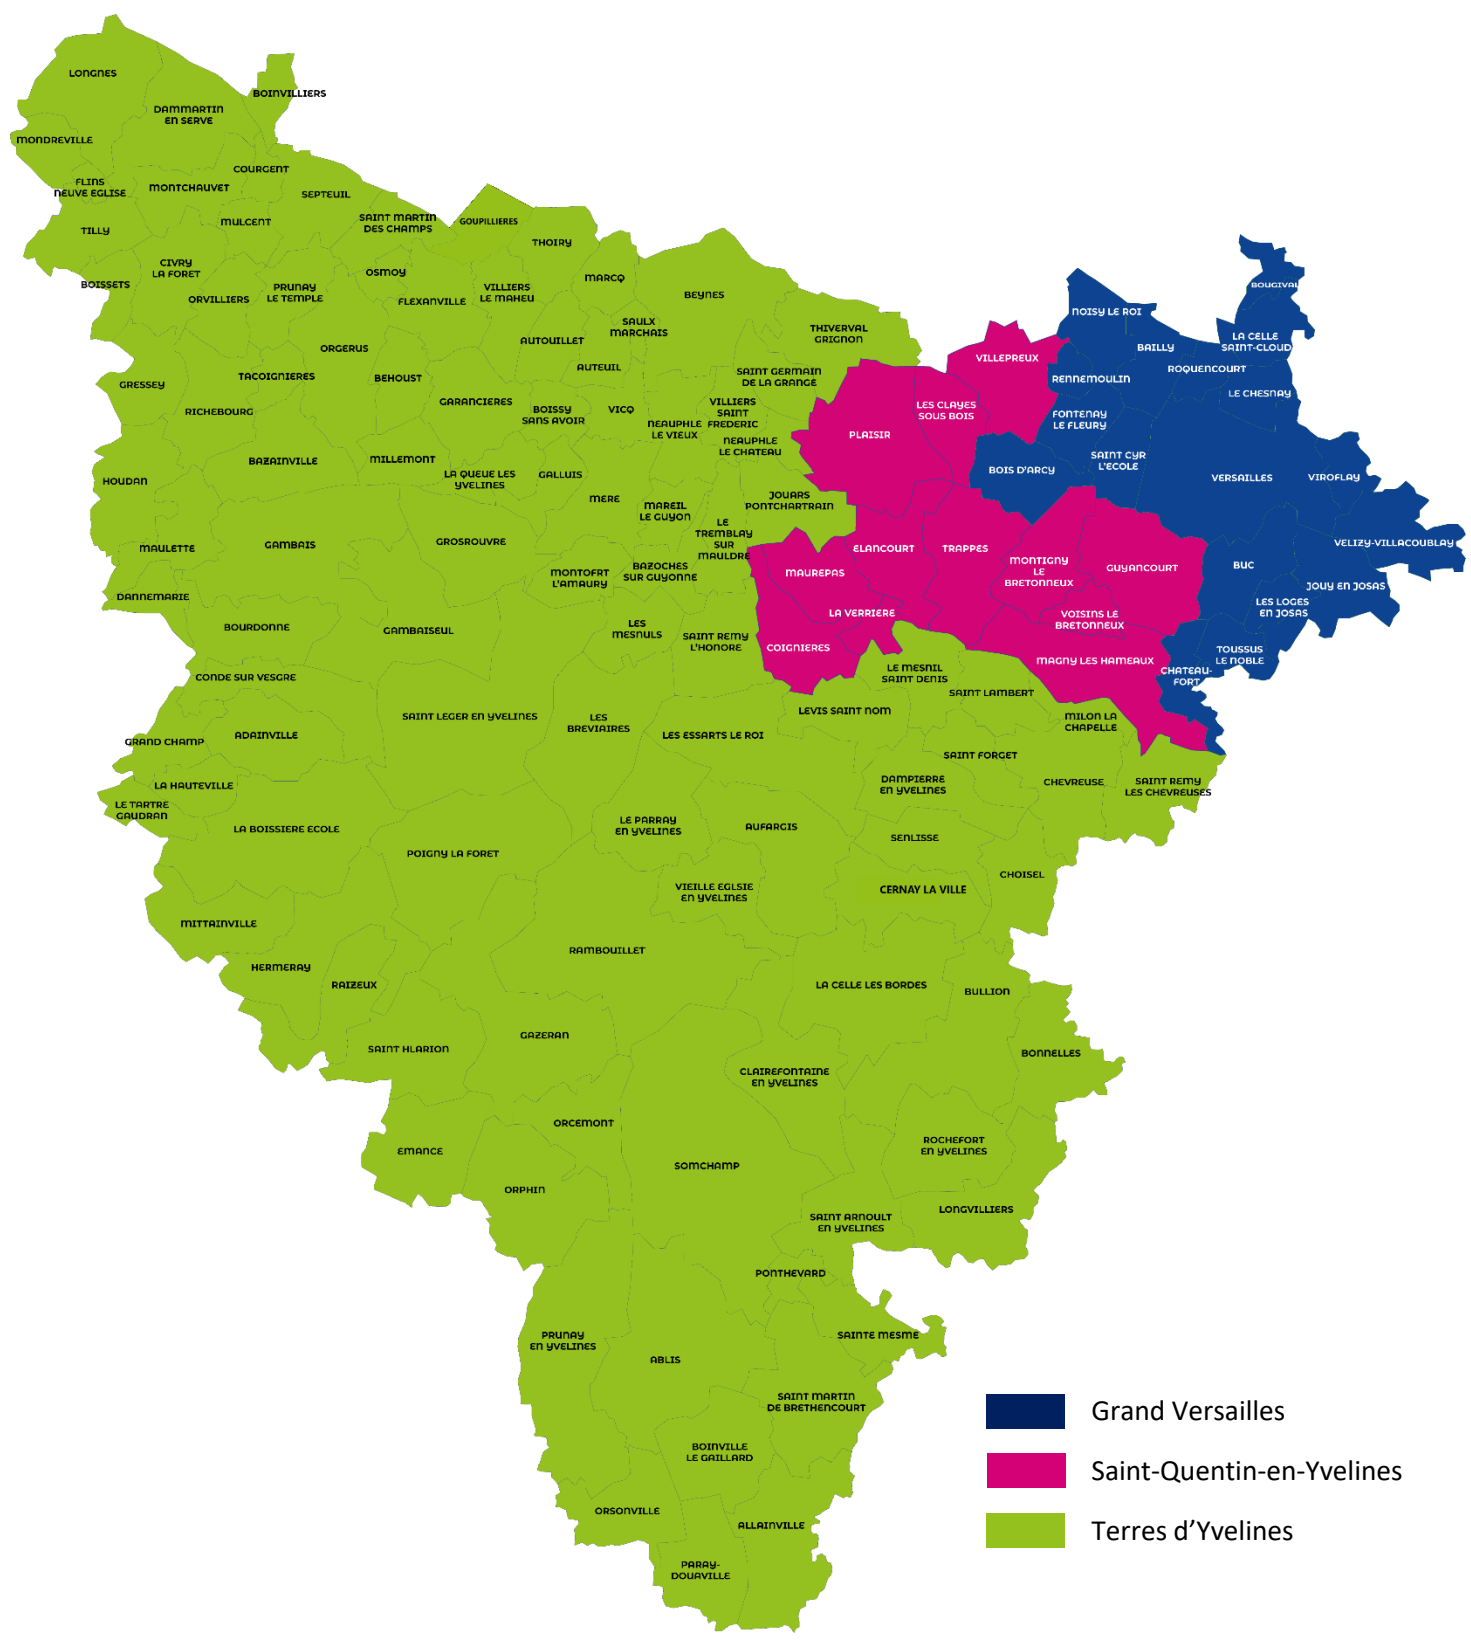 LONGNES
BOINVILLIERS
DAMMARTIN
EN SERVE
MONDREVILLE
COURGENT
FLINS
NEUVE EGLISE
MONTCHAUVET
SEPTEUIL
TILLY
MULCENT
SAINT MARTIN
DES CHAMPS
GOUPILLIERES
THOIRY
BOISSETS
CIVRY
LA FORET
ORVILLIERS
PRUNAY
LE TEMPLE
OSMOY
FLEXANVILLE
VILLIERS
LE MAHEU
MARCQ
BEYNES
BOUGIVAL
NOISY LE ROI
SAULX
MARCHAIS
THIVERVAL
GRIGNON
AUTOUILLET
ORGERUS
LA CELLE
SAINT-CLOUD
BAILLY
VILLEPREUX
ROQUENCOURT
AUTEUIL
SAINT GERMAIN
DE LA GRANGE
RENNEMOULIN
LE CHESNAY
GRESSEY
TACOIGNIERES
BEHOUST
RICHEBOURG
GARANCIERES
BOISSY
SANS AVOIR
VICQ
VILLIERS
SAINT
FREDERIC
NEAUPHLE
LE VIEUX
LES CLAYES
SOUS BOIS
FONTENAY
LE FLEURY
PLAISIR
NEAUPHLE
LE CHATEAU
BAZAINVILLE
MILLEMONT
SAINT CYR
L'ECOLE
BOIS D'ARCY
VERSAILLES
VIROFLAY
HOUDAN
LA QUEUE LES
YVELINES
GALLUIS
MERE
MAREIL
LE GUYON
JOUARS
PONTCHARTRAIN
LE
TREMBLAY
SUR
MAULDRE
MAULETTE
GAMBAIS
GROSROUVRE
ELANCOURT
TRAPPES
VELIZY-VILLACOUBLAY
MONTOFRT
L'AMAURY
BAZOCHES
SUR GUYONNE
MAUREPAS
MONTIGNY
LE
BRETONNEUX
GUYANCOURT
BUC
JOUY EN JOSAS
DANNEMARIE
LES LOGES
EN JOSAS
LA VERRIERE
VOISINS LE
BRETONNEUX
BOURDONNE
GAMBAISEUL
LES
MESNULS
SAINT REMY
L'HONORE
COIGNIERES
MAGNY LES HAMEAUX
TOUSSUS
LE NOBLE
CHATEAU-
FORT
CONDE SUR VESGRE
LE MESNIL
SAINT DENIS
SAINT LAMBERT
SAINT LEGER EN YVELINES
LES
BREVIAIRES
LEVIS SAINT NOM
MILON LA
CHAPELLE
GRAND CHAMP
ADAINVILLE
LES ESSARTS LE ROI
SAINT FORGET
LA HAUTEVILLE
DAMPIERRE
EN YVELINES
CHEVREUSE
SAINT REMY
LES CHEVREUSES
LE TARTRE
GAUDRAN
LA BOISSIERE ECOLE
LE PARRAY
EN YVELINES
AUFARGIS
SENLISSE
POIGNY LA FORET
CHOISEL
VIEILLE EGLSIE
EN YVELINES
CERNAY LA VILLE
MITTAINVILLE
RAMBOUILLET
HERMERAY
RAIZEUX
LA CELLE LES BORDES
BULLION
GAZERAN
SAINT HLARION
BONNELLES
CLAIREFONTAINE
EN YVELINES
ORCEMONT
EMANCE
ROCHEFORT
EN YVELINES
SOMCHAMP
ORPHIN
LONGVILLIERS
SAINT ARNOULT
EN YVELINES
PONTHEVARD
PRUNAY
EN YVELINES
SAINTE MESME
ABLIS
SAINT MARTIN
DE BRETHENCOURT
BOINVILLE
LE GAILLARD
ORSONVILLE
ALLAINVILLE
PARAY-
DOUAVILLE
Grand Versailles
Saint-Quentin-en-Yvelines
Terres d'Yvelines